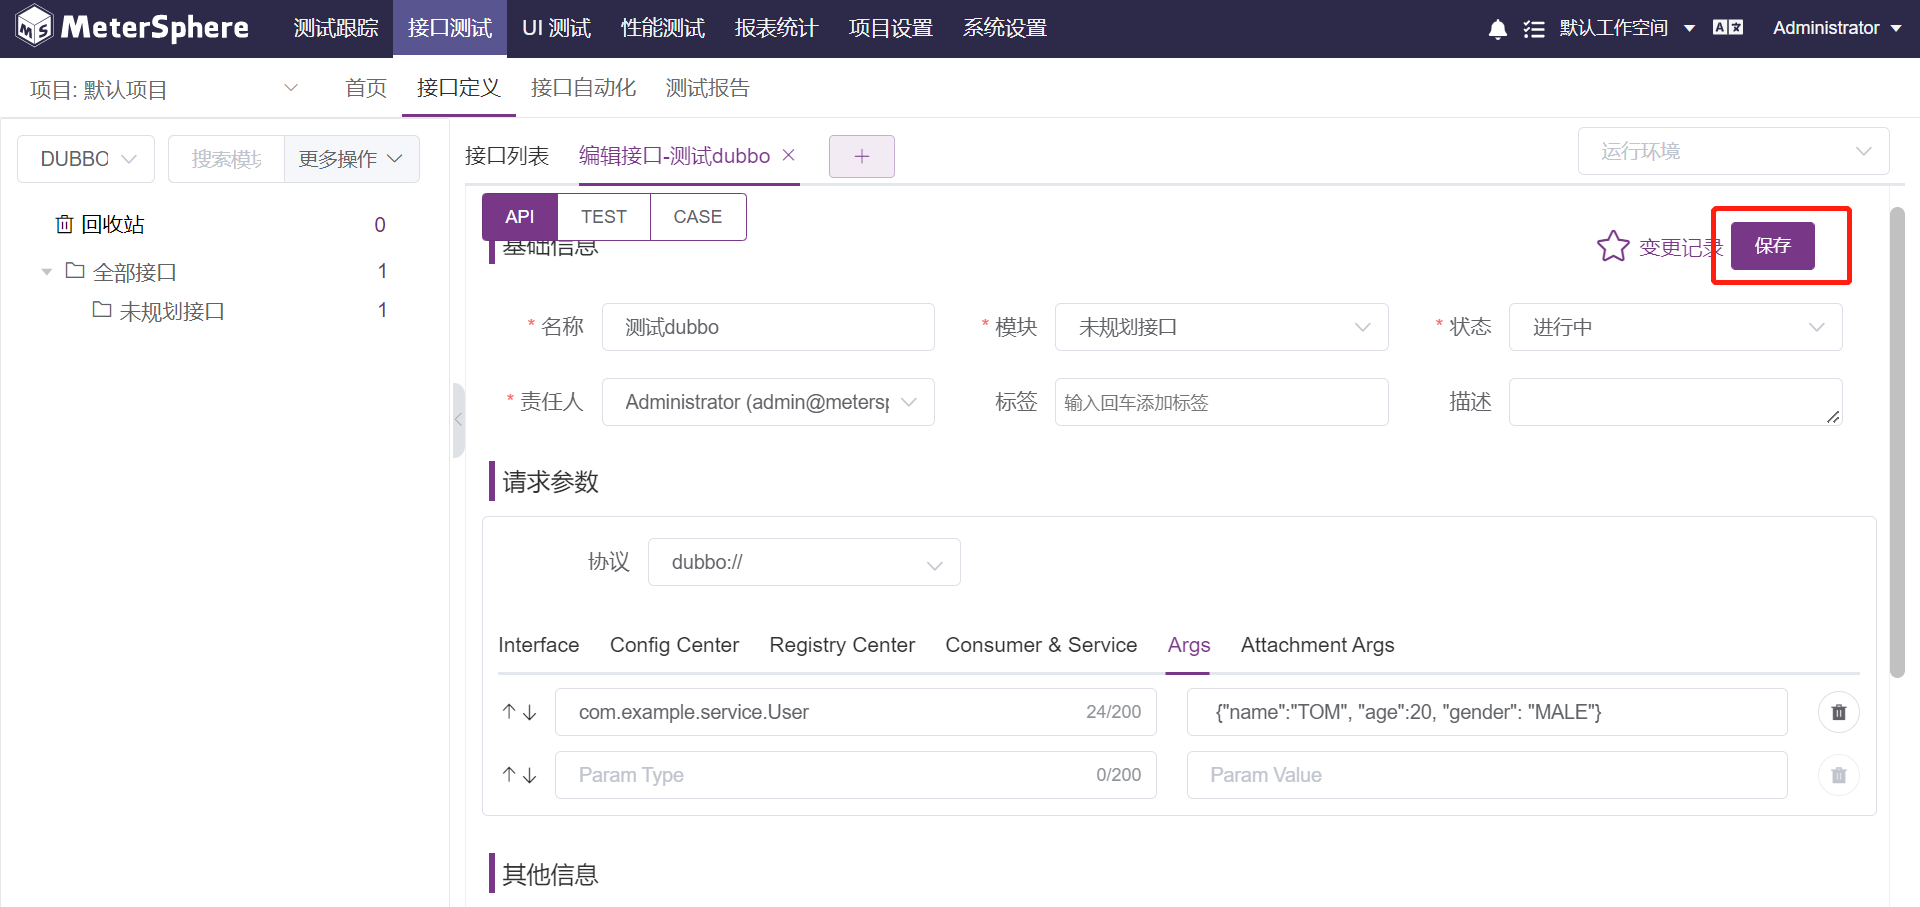 MeterSphere 测试跟踪 接口测试 UI 测试 性能测试 报表统计 项目设置 系统设置 默认工作空间 Administrator
项目: 默认项目 首页 接口定义 接口自动化 测试报告
DUBBO 搜索模块 更多操作
回收站 0
全部接口 1
未规划接口 1
接口列表 编辑接口-测试dubbo + 运行环境
API TEST CASE
基础信息 变更记录 保存
* 名称 测试dubbo * 模块 未规划接口 * 状态 进行中
* 责任人 Administrator (admin@metersp 标签 输入回车添加标签 描述
请求参数
协议 dubbo://
Interface Config Center Registry Center Consumer & Service Args Attachment Args
com.example.service.User 24/200 {"name":"TOM", "age":20, "gender": "MALE"}
Param Type 0/200 Param Value
其他信息